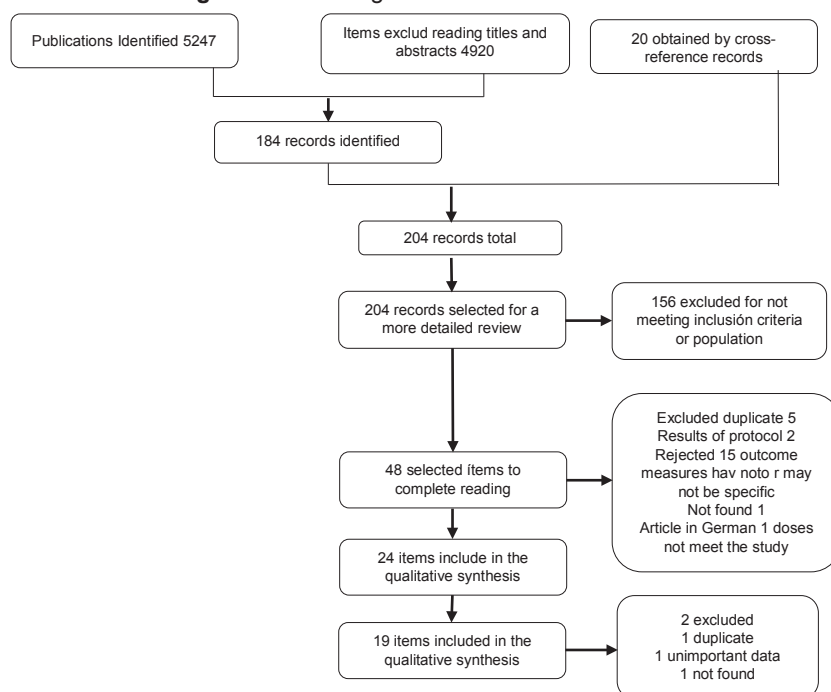 Publications Identified 5247
Items exclud reading titles and
abstracts 4920
20 obtained by cross-
reference records
184 records identified
204 records total
204 records selected for a
more detailed review
156 excluded for not
meeting inclusión criteria
or population
48 selected ítems to
complete reading
Excluded duplicate 5
Results of protocol 2
Rejected 15 outcome
measures hav noto r may
not be specific
Not found 1
Article in German 1 doses
not meet the study
24 items include in the
qualitative synthesis
19 items included in the
qualitative synthesis
2 excluded
1 duplicate
1 unimportant data
1 not found